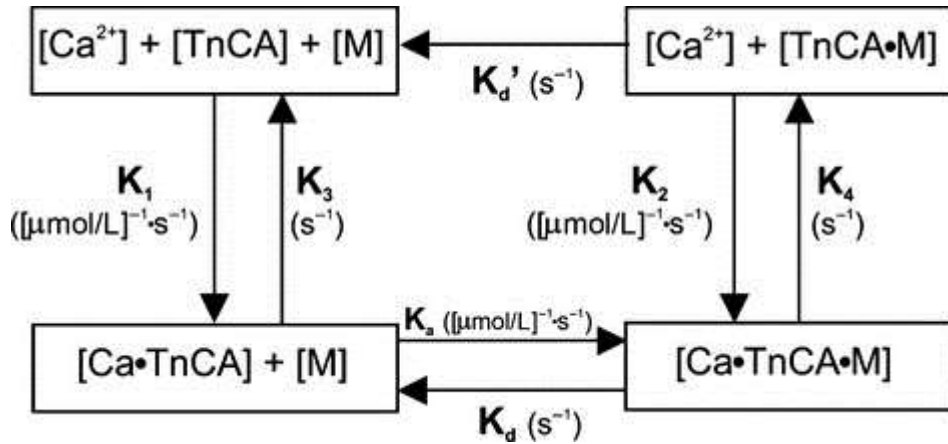 [Ca²⁺] + [TnCA] + [M]
[Ca²⁺] + [TnCA•M]
K_d' (s⁻¹)
K₁
([μmol/L]⁻¹·s⁻¹)
K₃
(s⁻¹)
K₂
([μmol/L]⁻¹·s⁻¹)
K₄
(s⁻¹)
K_a ([μmol/L]⁻¹·s⁻¹)
[Ca•TnCA] + [M]
[Ca•TnCA•M]
K_d (s⁻¹)